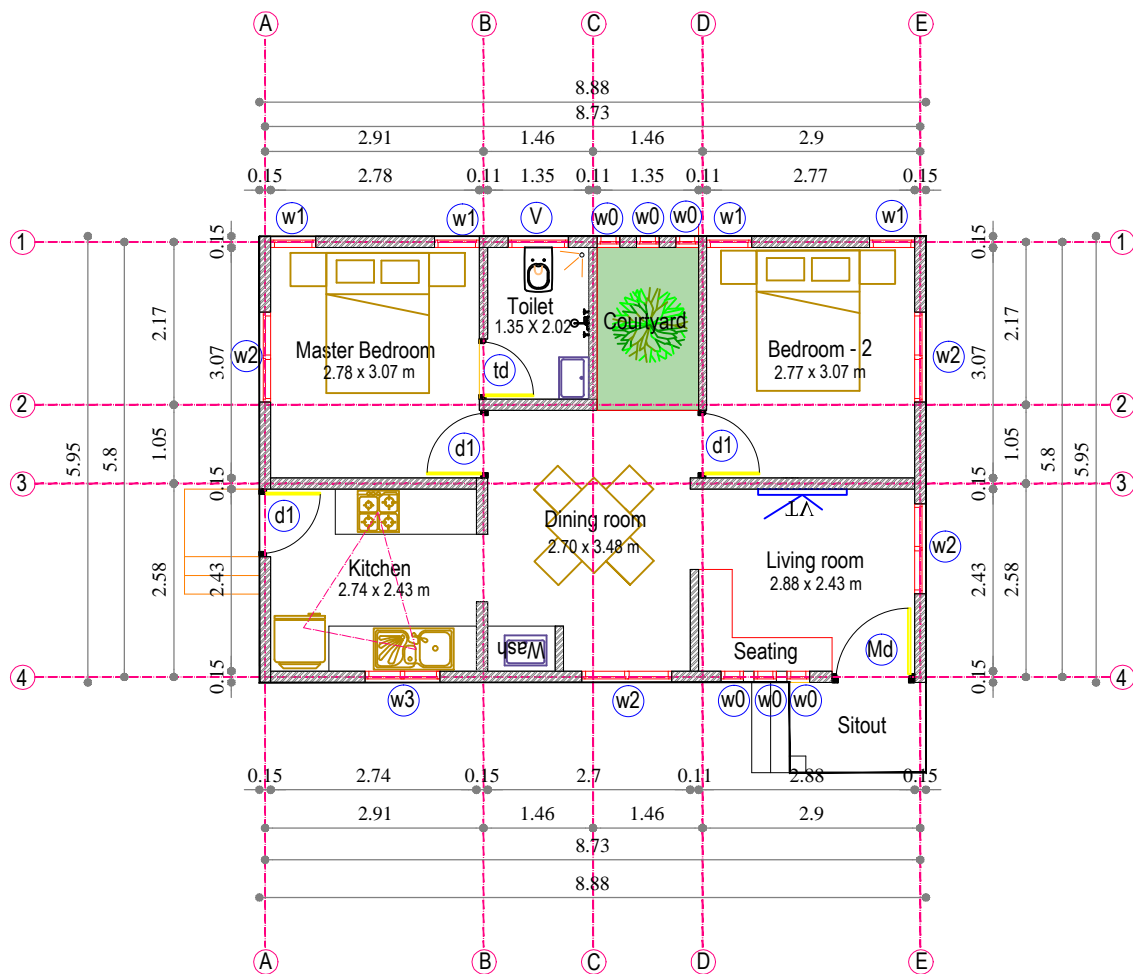 A B C D E
8.88
8.73
2.91 1.46 1.46 2.9
0.15 2.78 0.11 1.35 0.11 1.35 0.11 2.77 0.15
w1 w1 V w0 w0 w0 w1 w1
1 1
0.15 0.15
Toilet
1.35 X 2.02
Courtyard
Master Bedroom
2.78 x 3.07 m
Bedroom - 2
2.77 x 3.07 m
2.17 3.07 w2 w2 3.07 2.17
td
2 2
d1 d1
5.95 5.8 1.05 1.05 5.8 5.95
3 0.15 0.15 3
d1
TV
Dining room
2.70 x 3.48 m
w2
Kitchen
2.74 x 2.43 m
Living room
2.88 x 2.43 m
2.58 2.43 2.43 2.58
Wash
Seating
Md
4 0.15 0.15 4
w3 w2 w0 w0 w0
Sitout
0.15 2.74 0.15 2.7 0.11 2.88 0.15
2.91 1.46 1.46 2.9
8.73
8.88
A B C D E